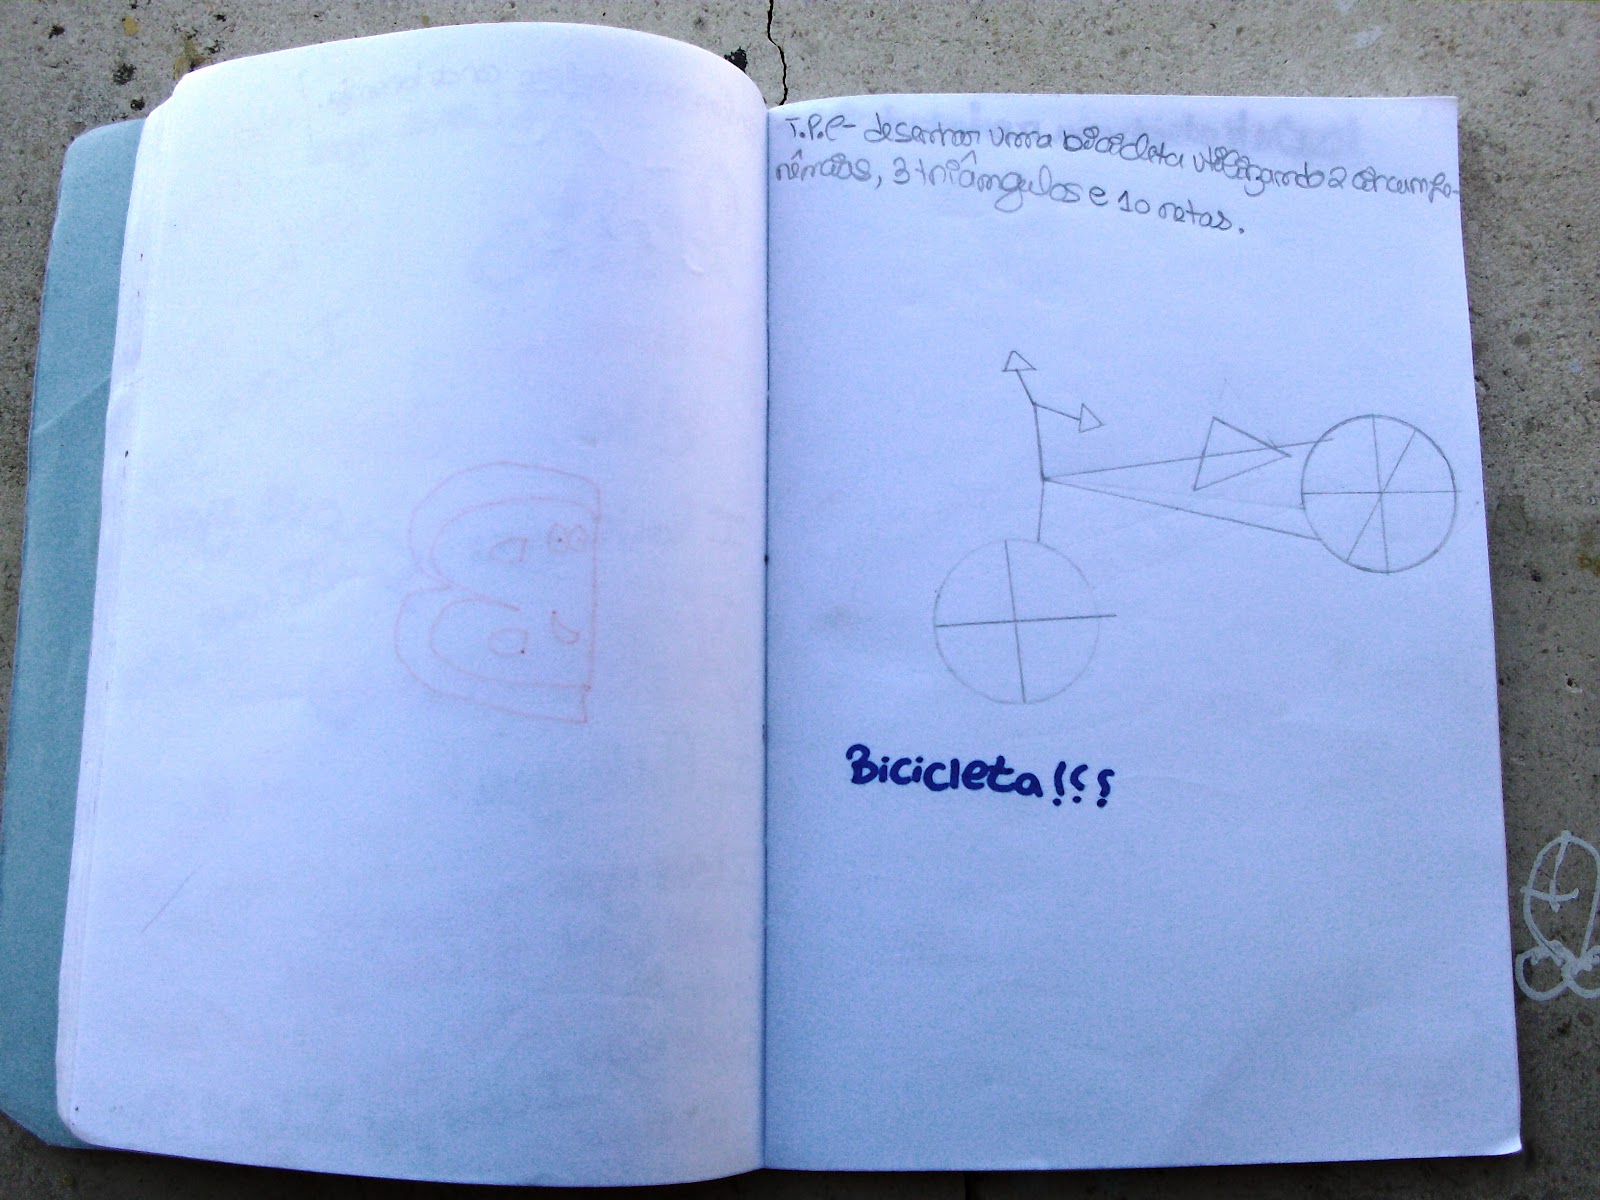 T.P.C- desenhar uma bicicleta utilizando 2 circunfe-
rências, 3 triângulos e 10 retas.
Bicicleta!!!